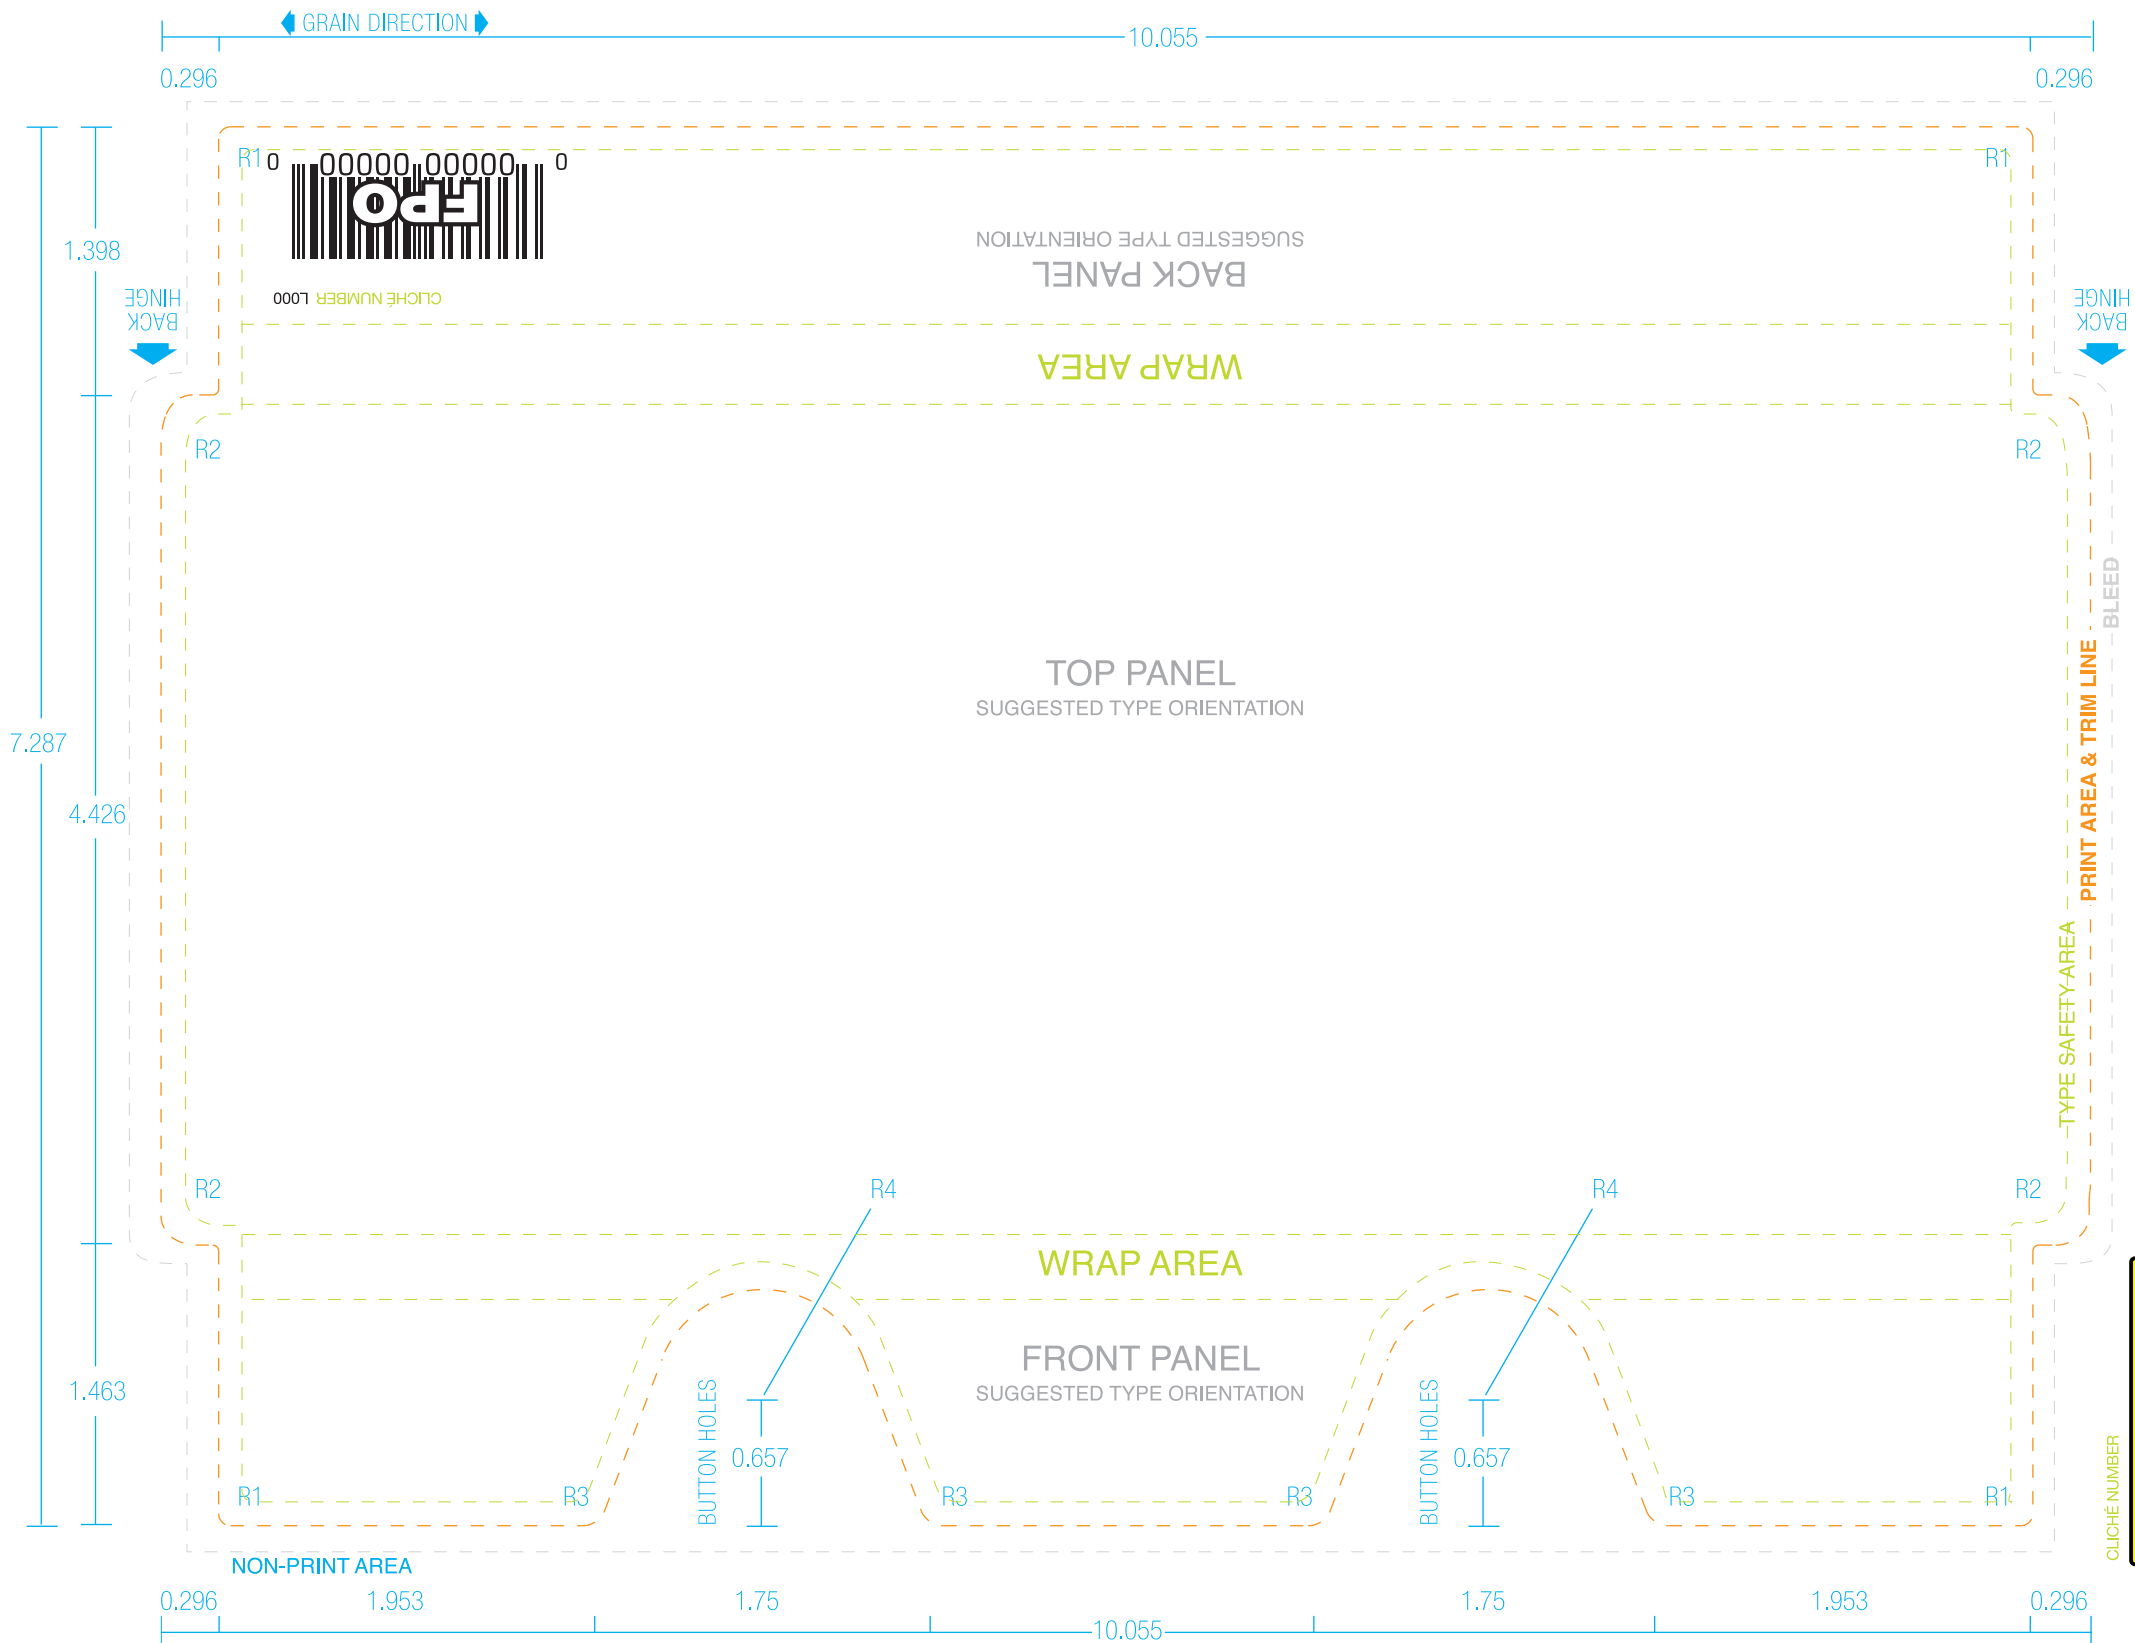 GRAIN DIRECTION
10.055
0.296
0.296
R1
R1
0 00000 00000 0
FPO
1.398
SUGGESTED TYPE ORIENTATION
BACK PANEL
CLICHÉ NUMBER L000
BACK
HINGE
BACK
HINGE
WRAP AREA
R2
R2
BLEED
TOP PANEL
SUGGESTED TYPE ORIENTATION
PRINT AREA & TRIM LINE
7.287
4.426
TYPE SAFETY AREA
R2
R4
R4
R2
WRAP AREA
FRONT PANEL
SUGGESTED TYPE ORIENTATION
1.463
BUTTON HOLES
0.657
BUTTON HOLES
0.657
CLICHÉ NUMBER
R1
R3
R3
R3
R3
R1
NON-PRINT AREA
0.296
1.953
1.75
1.75
1.953
0.296
10.055